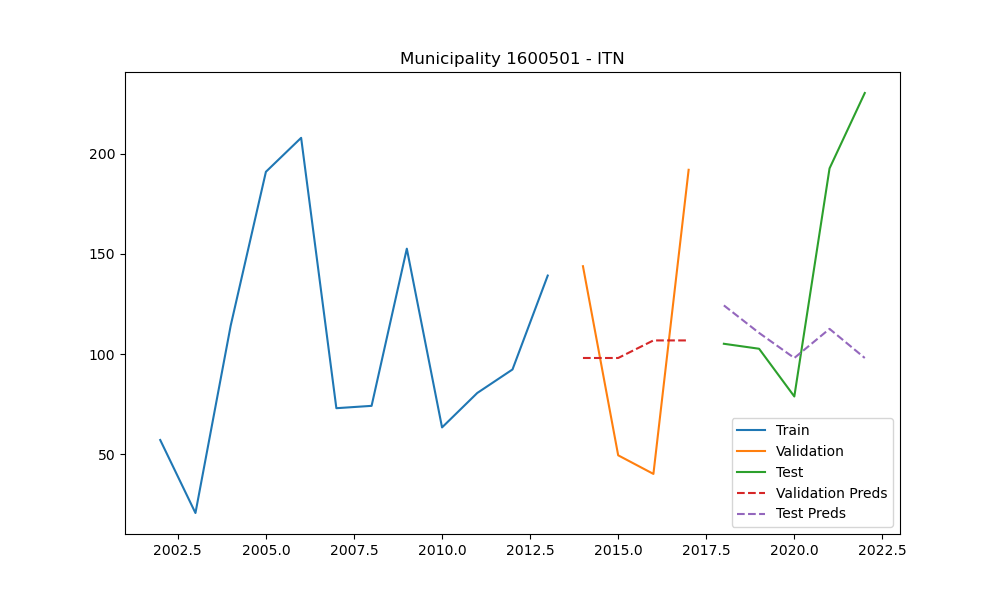 Municipality 1600501 - ITN
200
150
100
50
Train
Validation
Test
Validation Preds
Test Preds
2002.5 2005.0 2007.5 2010.0 2012.5 2015.0 2017.5 2020.0 2022.5